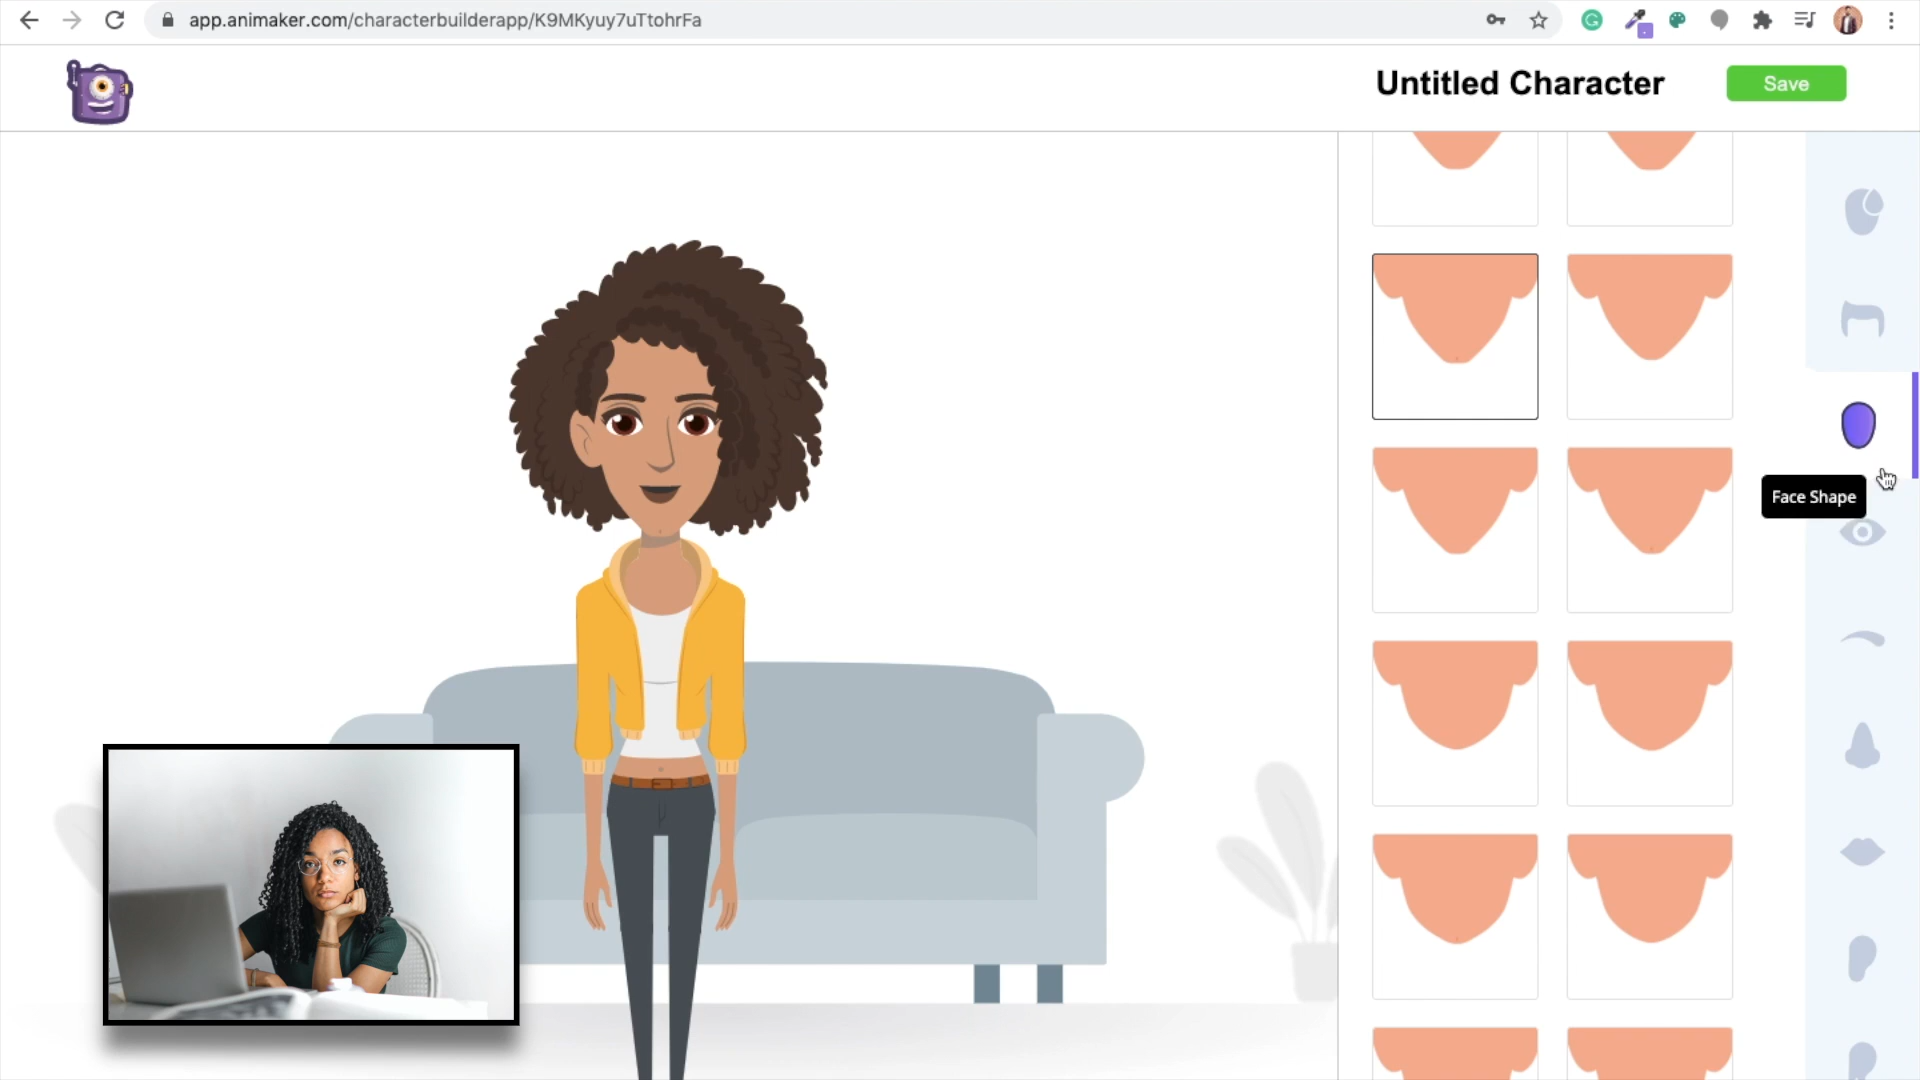 app.animaker.com/characterbuilderapp/K9MKyuy7uTtohrFa
Untitled Character
Save
Face Shape